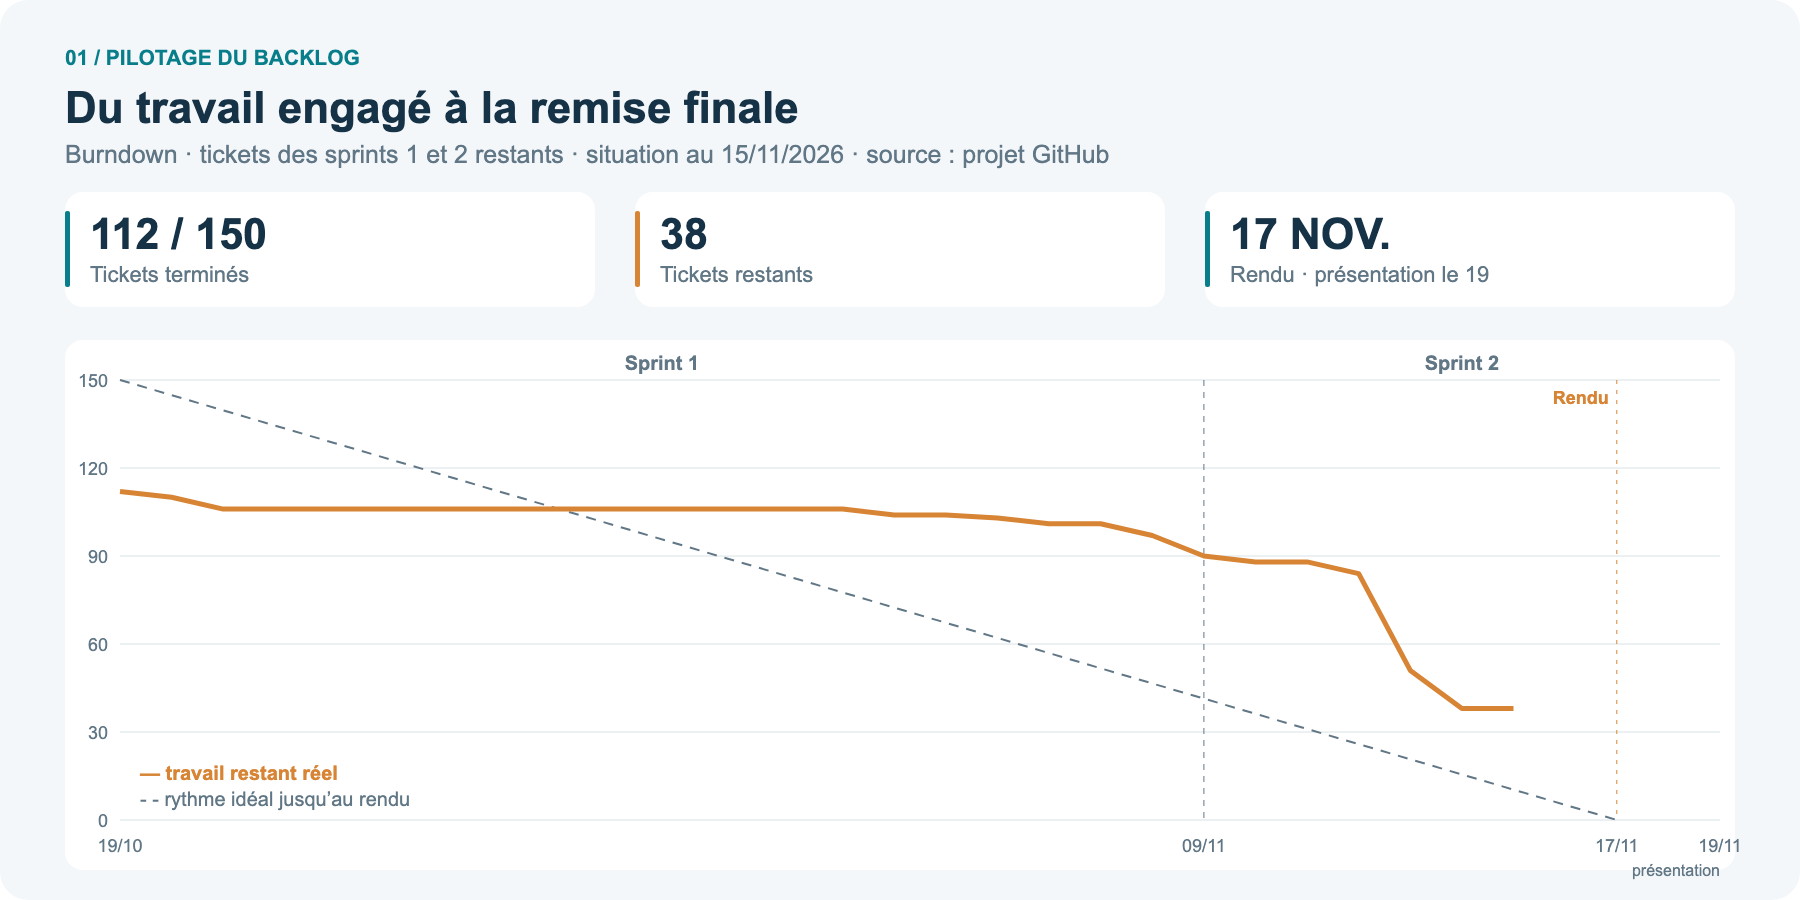 01 / PILOTAGE DU BACKLOG
Du travail engagé à la remise finale
Burndown · tickets des sprints 1 et 2 restants · situation au 15/11/2026 · source : projet GitHub
112 / 150
Tickets terminés
38
Tickets restants
17 NOV.
Rendu · présentation le 19
Sprint 1
Sprint 2
150
Rendu
120
90
60
30
— travail restant réel
- - rythme idéal jusqu’au rendu
0
19/10
09/11
17/11
19/11
présentation